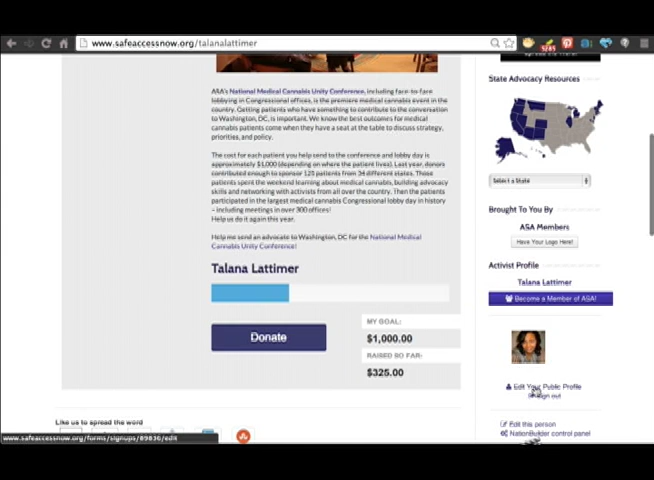 www.safeaccessnow.org/talanalattimer
ASA's National Medical Cannabis Unity Conference, including face-to-face
lobbying in Congressional offices, is the premiere medical cannabis event in the
country. Getting patients who have something to contribute to the conversation
to Washington, DC, is important. We know the best outcomes for medical
cannabis patients come when they have a seat at the table to discuss strategy,
priorities, and policy.
The cost for each patient you help send to the conference and lobby day is
approximately $1,000 (depending on where the patient lives). Last year, donors
contributed enough to sponsor 125 patients from 34 different states. Those
patients spent the weekend learning about medical cannabis, building advocacy
skills and networking with activists from all over the country. Then the patients
participated in the largest medical cannabis Congressional lobby day in history
– including meetings in over 300 offices!
Help us do it again this year.
Help me send an advocate to Washington, DC for the National Medical
Cannabis Unity Conference!
Talana Lattimer
Donate
MY GOAL:
$1,000.00
RAISED SO FAR:
$325.00
Like us to spread the word
www.safeaccessnow.org/forms/signups/89836/edit
State Advocacy Resources
Select a State
Brought To You By
ASA Members
Have Your Logo Here!
Activist Profile
Talana Lattimer
Become a Member of ASA!
Edit Your Public Profile
Sign out
Edit this person
NationBuilder control panel